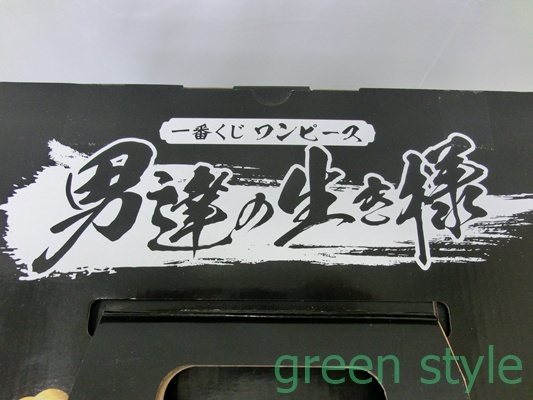 一番くじ ワンピース
男達の生き様
green style